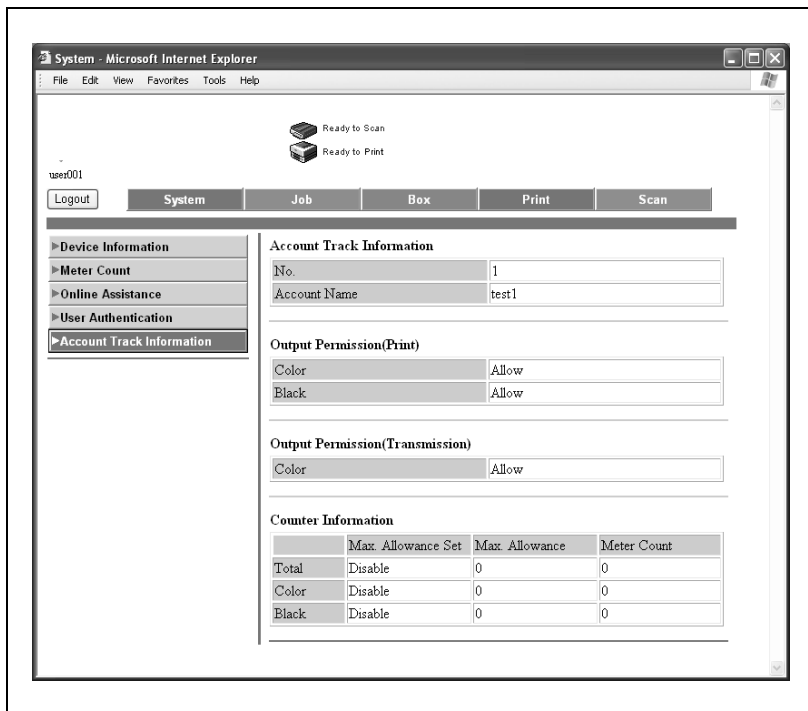 System - Microsoft Internet Explorer
File Edit View Favorites Tools Help
Ready to Scan
Ready to Print
-
user001
Logout System Job Box Print Scan
Device Information
Meter Count
Online Assistance
User Authentication
Account Track Information
Account Track Information
No. 1
Account Name test1
Output Permission(Print)
Color Allow
Black Allow
Output Permission(Transmission)
Color Allow
Counter Information
Max. Allowance Set Max. Allowance Meter Count
Total Disable 0 0
Color Disable 0 0
Black Disable 0 0